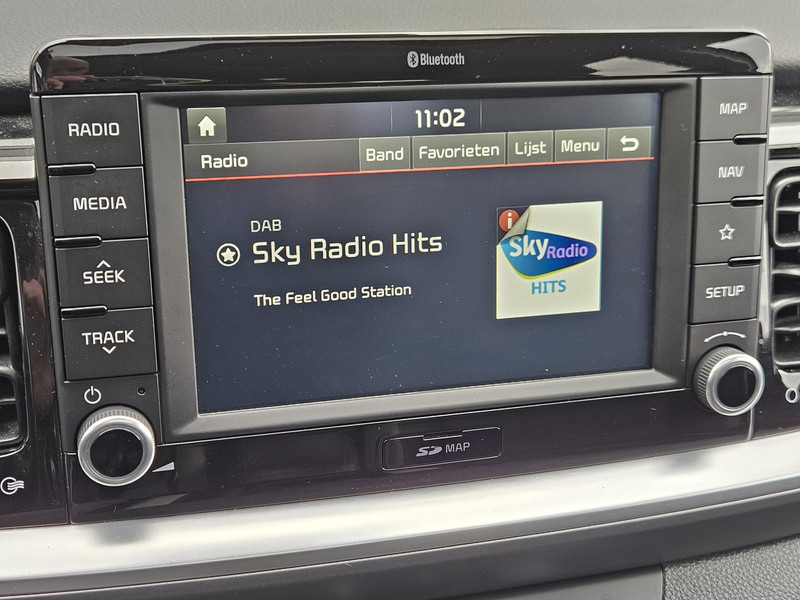 Bluetooth
RADIO
MEDIA
SEEK
TRACK
11:02
Radio
Band
Favorieten
Lijst
Menu
DAB
Sky Radio Hits
The Feel Good Station
i
Sky Radio
HITS
MAP
NAV
SETUP
SD MAP